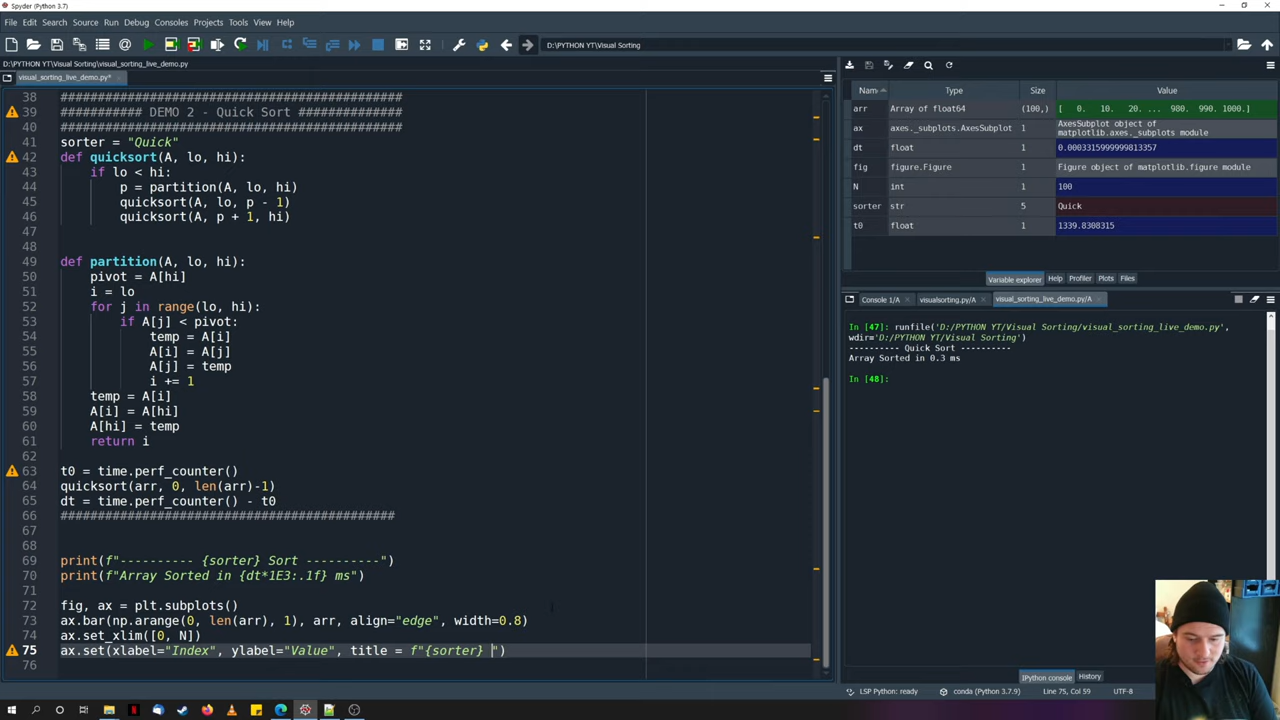 Spyder (Python 3.7)
File Edit Search Source Run Debug Consoles Projects Tools View Help
D:\PYTHON YT\Visual Sorting
D:\PYTHON YT\Visual Sorting\visual_sorting_live_demo.py
visual_sorting_live_demo.py*
38 ##############################################
39 ########### DEMO 2 - Quick Sort ##############
40 ##############################################
41 sorter = "Quick"
42 def quicksort(A, lo, hi):
43 if lo < hi:
44 p = partition(A, lo, hi)
45 quicksort(A, lo, p - 1)
46 quicksort(A, p + 1, hi)
47
48
49 def partition(A, lo, hi):
50 pivot = A[hi]
51 i = lo
52 for j in range(lo, hi):
53 if A[j] < pivot:
54 temp = A[i]
55 A[i] = A[j]
56 A[j] = temp
57 i += 1
58 temp = A[i]
59 A[i] = A[hi]
60 A[hi] = temp
61 return i
62
63 t0 = time.perf_counter()
64 quicksort(arr, 0, len(arr)-1)
65 dt = time.perf_counter() - t0
66 #############################################
67
68
69 print(f"---------- {sorter} Sort ----------")
70 print(f"Array Sorted in {dt*1E3:.1f} ms")
71
72 fig, ax = plt.subplots()
73 ax.bar(np.arange(0, len(arr), 1), arr, align="edge", width=0.8)
74 ax.set_xlim([0, N])
75 ax.set(xlabel="Index", ylabel="Value", title = f"{sorter} ")
76
Nam Type Size Value
arr Array of float64 (100,) [ 0. 10. 20. ... 980. 990. 1000.]
ax axes._subplots.AxesSubplot 1 AxesSubplot object of
matplotlib.axes._subplots module
dt float 1 0.0003315999999813357
fig figure.Figure 1 Figure object of matplotlib.figure module
N int 1 100
sorter str 5 Quick
t0 float 1 1339.8308315
Variable explorer Help Profiler Plots Files
Console 1/A visualsorting.py/A visual_sorting_live_demo.py/A
In [47]: runfile('D:/PYTHON YT/Visual Sorting/visual_sorting_live_demo.py',
wdir='D:/PYTHON YT/Visual Sorting')
---------- Quick Sort ----------
Array Sorted in 0.3 ms
In [48]:
IPython console History
LSP Python: ready conda (Python 3.7.9) Line 75, Col 59 UTF-8